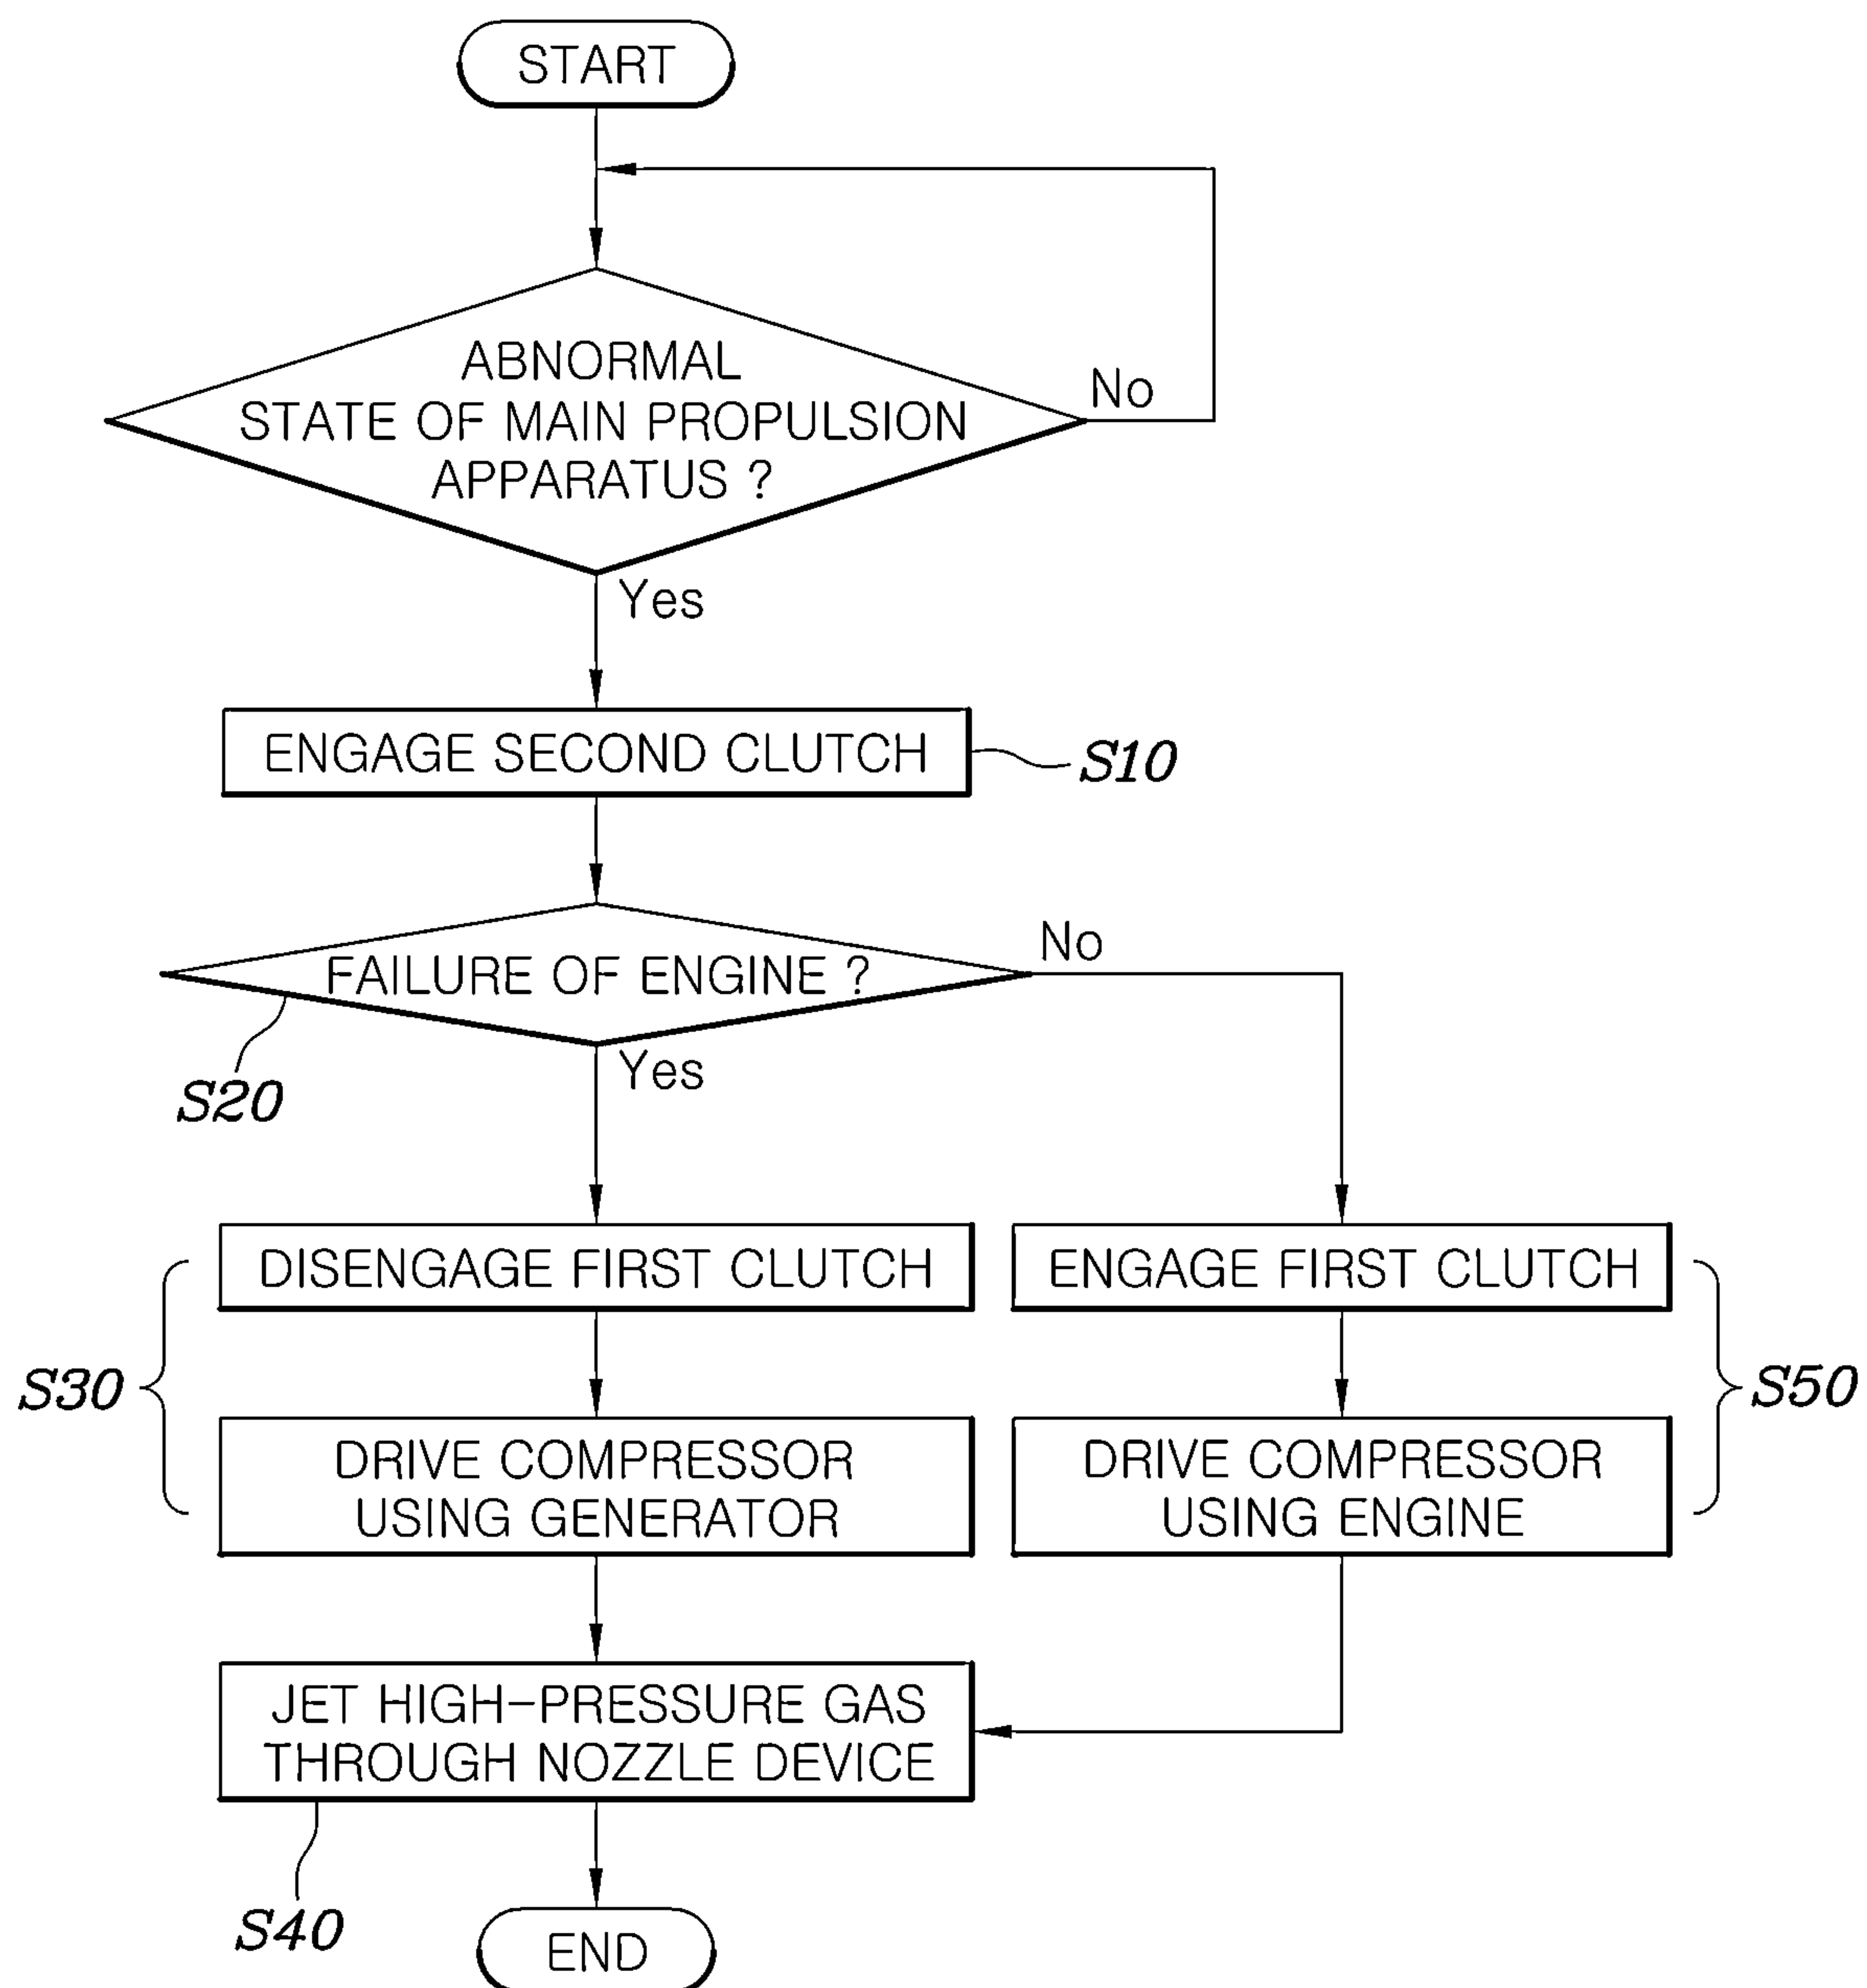 START
ABNORMAL
STATE OF MAIN PROPULSION
APPARATUS ?
No
Yes
ENGAGE SECOND CLUTCH
S10
FAILURE OF ENGINE ?
No
Yes
S20
DISENGAGE FIRST CLUTCH
ENGAGE FIRST CLUTCH
S30
S50
DRIVE COMPRESSOR
USING GENERATOR
DRIVE COMPRESSOR
USING ENGINE
JET HIGH-PRESSURE GAS
THROUGH NOZZLE DEVICE
S40
END